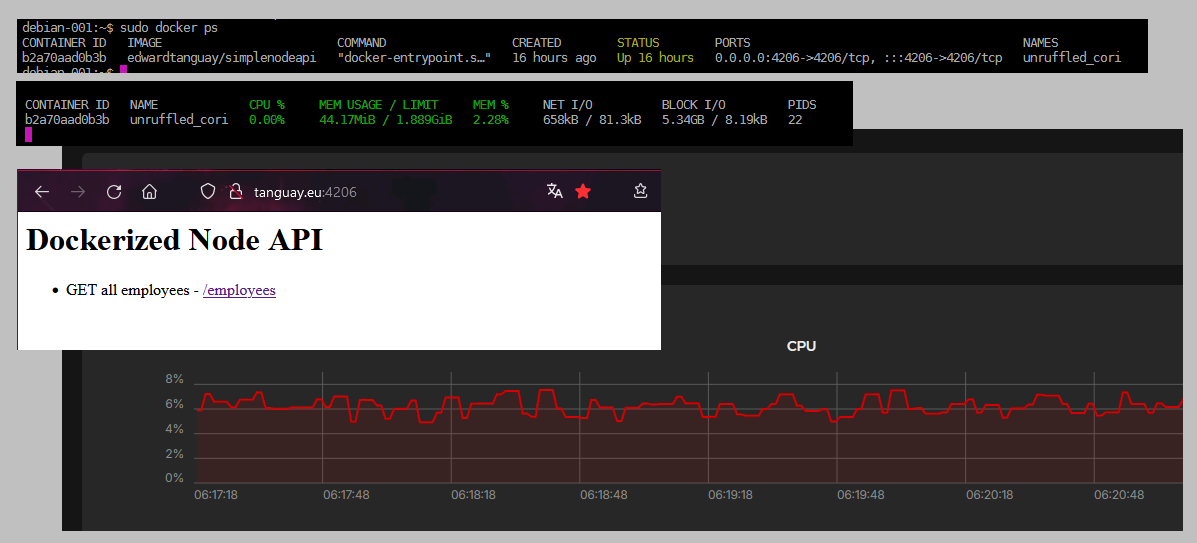 debian-001:~$ sudo docker ps
CONTAINER ID IMAGE COMMAND CREATED STATUS PORTS NAMES
b2a70aad0b3b edwardtanguay/simplenodeapi "docker-entrypoint.s…" 16 hours ago Up 16 hours 0.0.0.0:4206->4206/tcp, :::4206->4206/tcp unruffled_cori
debian-001:~$
CONTAINER ID NAME CPU % MEM USAGE / LIMIT MEM % NET I/O BLOCK I/O PIDS
b2a70aad0b3b unruffled_cori 0.00% 44.17MiB / 1.889GiB 2.28% 658kB / 81.3kB 5.34GB / 8.19kB 22
tanguay.eu:4206
Dockerized Node API
• GET all employees - /employees
CPU
8%
6%
4%
2%
0%
06:17:18 06:17:48 06:18:18 06:18:48 06:19:18 06:19:48 06:20:18 06:20:48